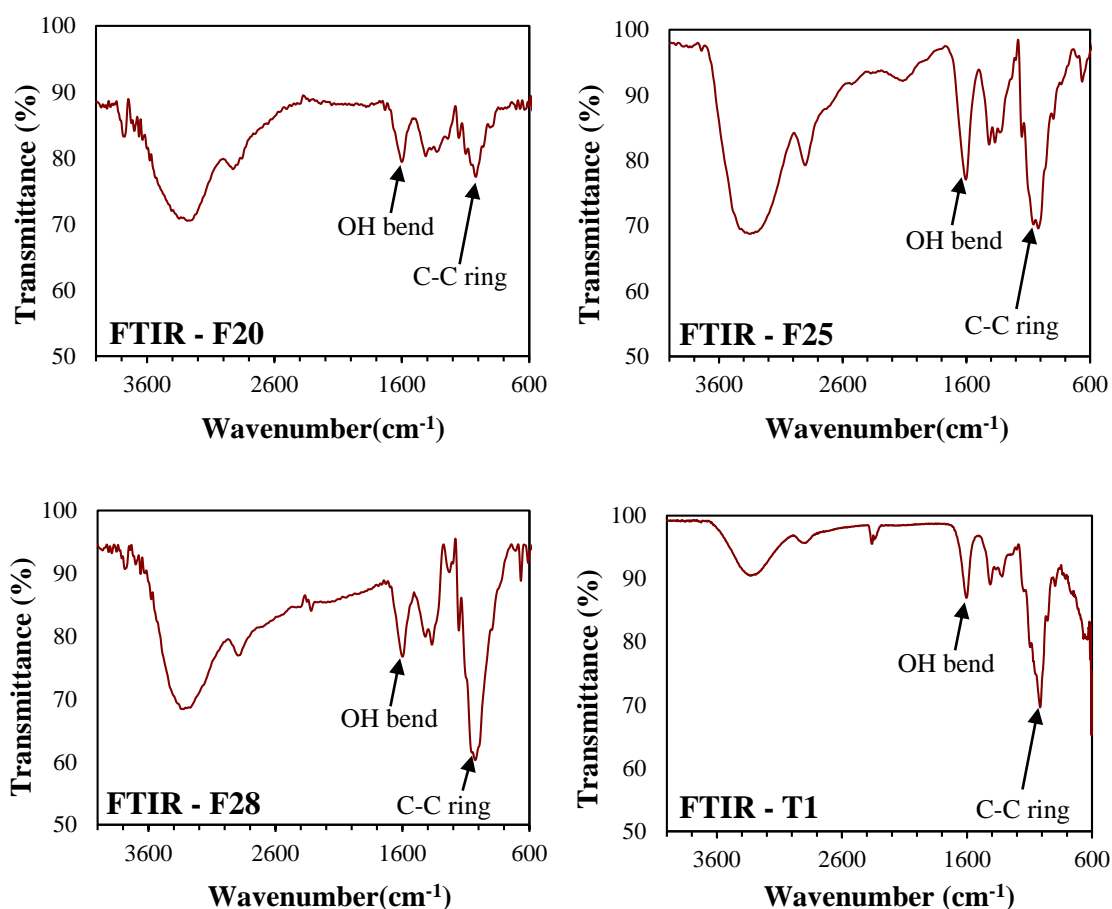 100
90
80
70
60
50
Transmittance (%)
OH bend
C-C ring
FTIR - F20
3600 2600 1600 600
Wavenumber(cm⁻¹)
100
90
80
70
60
50
Transmittance (%)
OH bend
C-C ring
FTIR - F25
3600 2600 1600 600
Wavenumber(cm⁻¹)
100
90
80
70
60
50
Transmittance (%)
OH bend
C-C ring
FTIR - F28
3600 2600 1600 600
Wavenumber(cm⁻¹)
100
90
80
70
60
50
Transmittance (%)
OH bend
C-C ring
FTIR - T1
3600 2600 1600 600
Wavenumber (cm⁻¹)